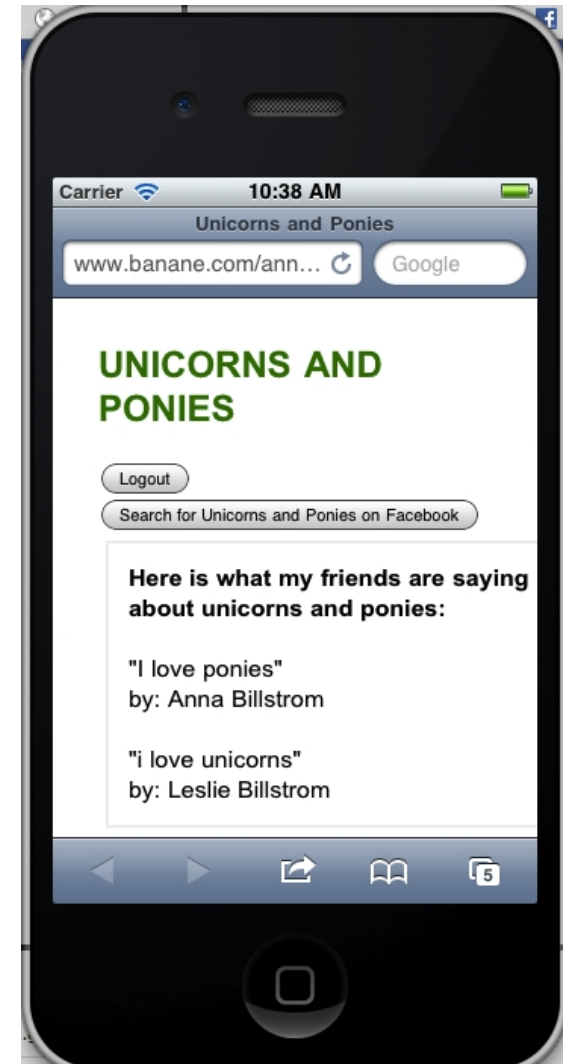 Carrier 10:38 AM
Unicorns and Ponies
www.banane.com/ann... Google
UNICORNS AND
PONIES
Logout
Search for Unicorns and Ponies on Facebook
Here is what my friends are saying
about unicorns and ponies:
"I love ponies"
by: Anna Billstrom
"i love unicorns"
by: Leslie Billstrom
5